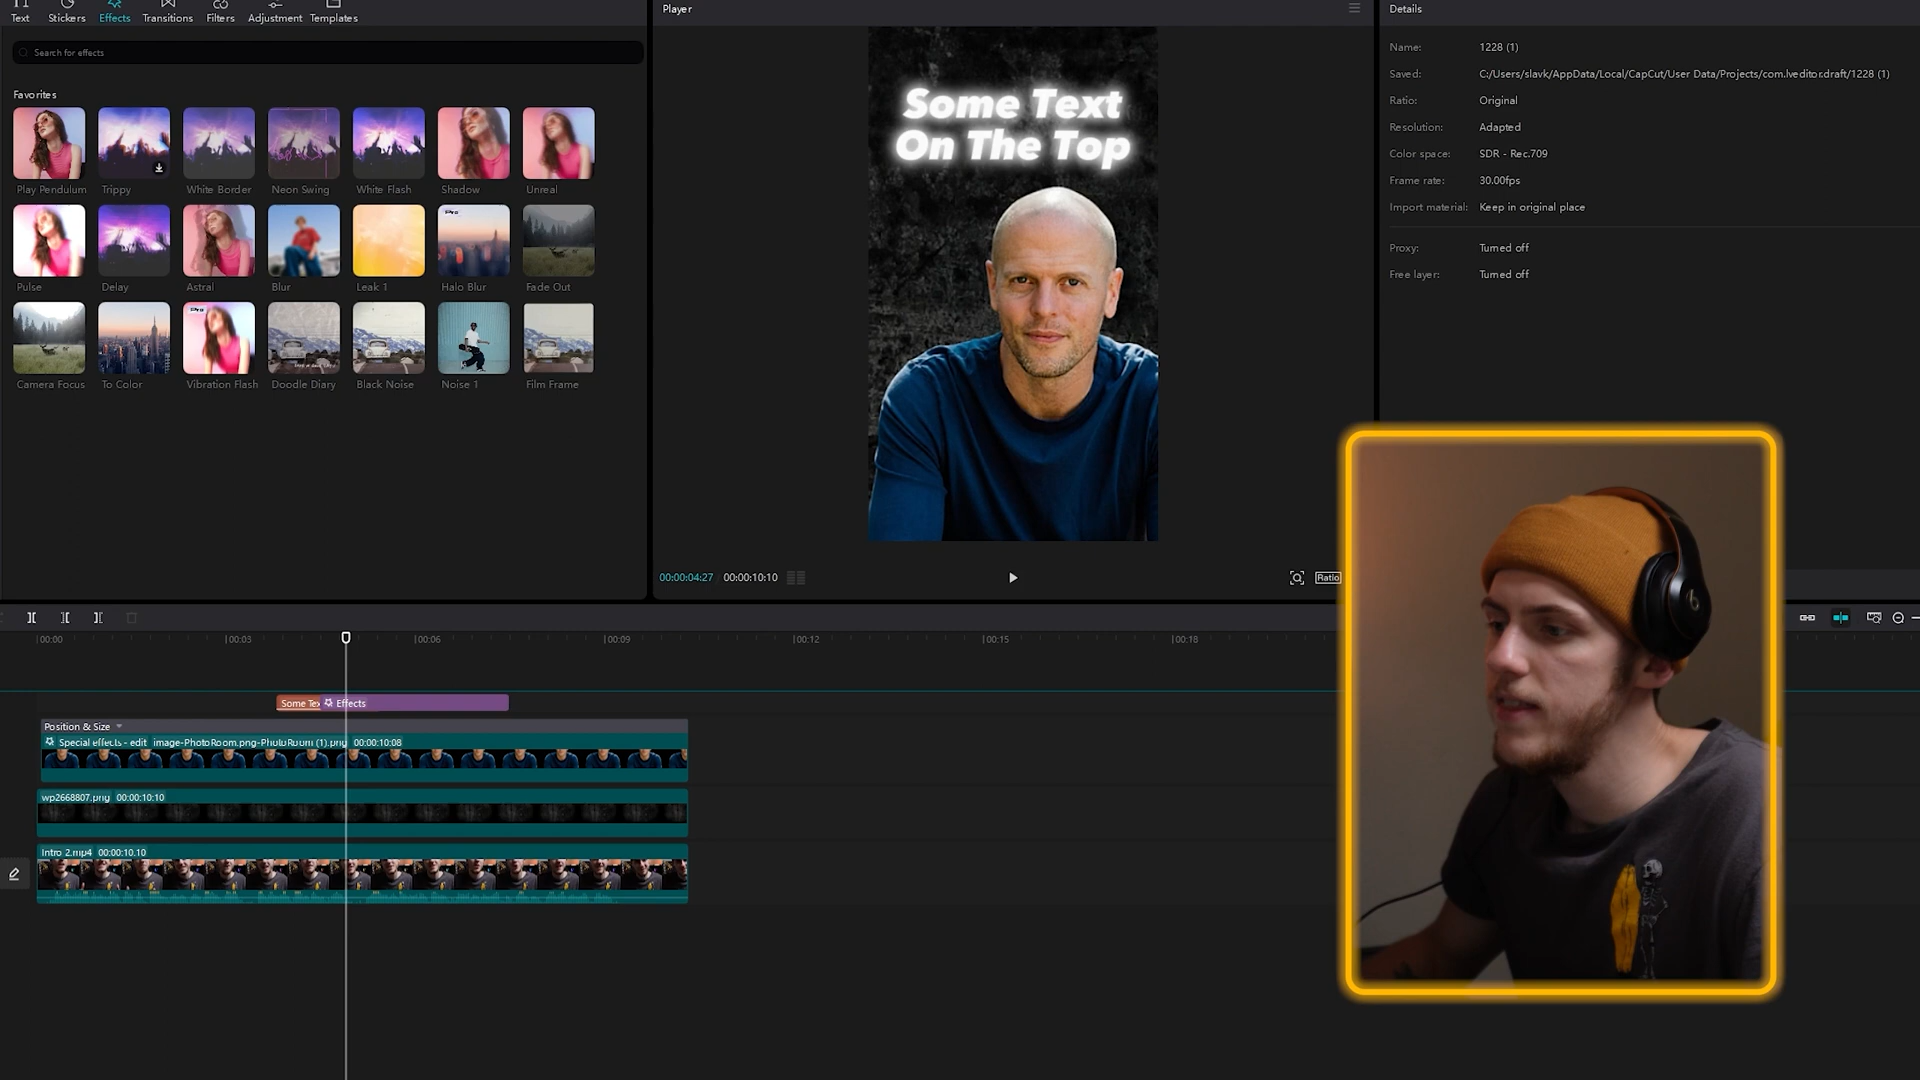 Text Stickers Effects Transitions Filters Adjustment Templates
Search for effects
Favorites
Play Pendulum Trippy White Border Neon Swing White Flash Shadow Unreal
Pro
Pulse Delay Astral Blur Leak 1 Halo Blur Fade Out
Pro
Camera Focus To Color Vibration Flash Doodle Diary Black Noise Noise 1 Film Frame
Player
Some Text
On The Top
00:00:04:27 00:00:10:10
Ratio
Details
Name: 1228 (1)
Saved: C:/Users/slavk/AppData/Local/CapCut/User Data/Projects/com.lveditor.draft/1228 (1)
Ratio: Original
Resolution: Adapted
Color space: SDR - Rec.709
Frame rate: 30.00fps
Import material: Keep in original place
Proxy: Turned off
Free layer: Turned off
00:00 00:03 00:06 00:09 00:12 00:15 00:18
Some Tex Effects
Position & Size
Special effects - edit image-PhotoRoom.png-PhotoRoom (1).png 00:00:10:08
wp2668807.png 00:00:10:10
Intro 2.mp4 00:00:10:10